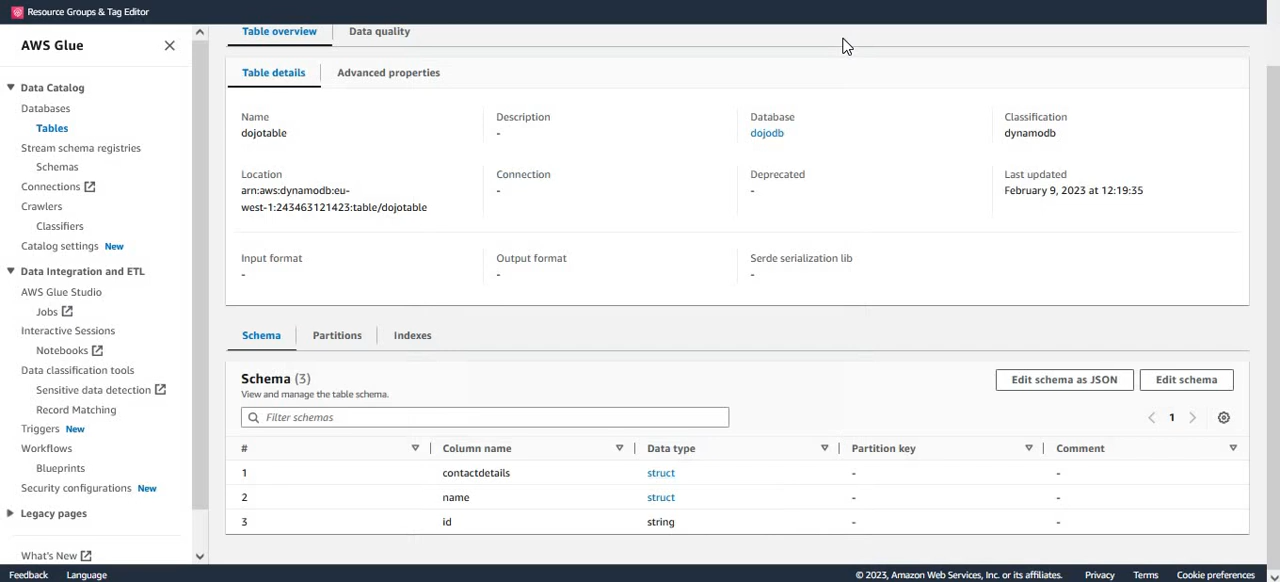 Resource Groups & Tag Editor
AWS Glue
Data Catalog
Databases
Tables
Stream schema registries
Schemas
Connections
Crawlers
Classifiers
Catalog settings New
Data Integration and ETL
AWS Glue Studio
Jobs
Interactive Sessions
Notebooks
Data classification tools
Sensitive data detection
Record Matching
Triggers New
Workflows
Blueprints
Security configurations New
Legacy pages
What's New
Table overview Data quality
Table details Advanced properties
Name Description Database Classification
dojotable - dojodb dynamodb
Location Connection Deprecated Last updated
arn:aws:dynamodb:eu- - - February 9, 2023 at 12:19:35
west-1:243463121423:table/dojotable
Input format Output format Serde serialization lib
- - -
Schema Partitions Indexes
Schema (3) Edit schema as JSON Edit schema
View and manage the table schema.
Filter schemas 1
# Column name Data type Partition key Comment
1 contactdetails struct - -
2 name struct - -
3 id string - -
Feedback Language © 2023, Amazon Web Services, Inc. or its affiliates. Privacy Terms Cookie preferences